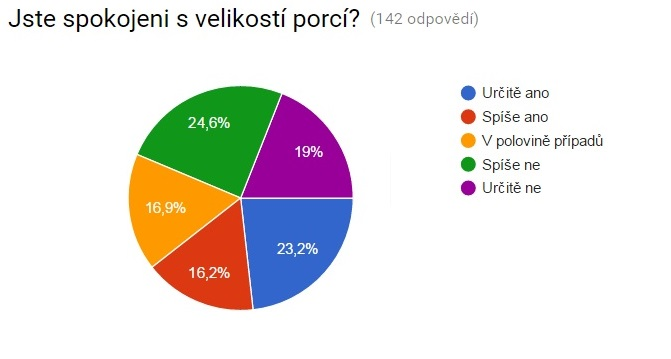 Jste spokojeni s velikostí porcí? (142 odpovědí)
Určitě ano
Spíše ano
V polovině případů
Spíše ne
Určitě ne
24,6%
19%
16,9%
23,2%
16,2%